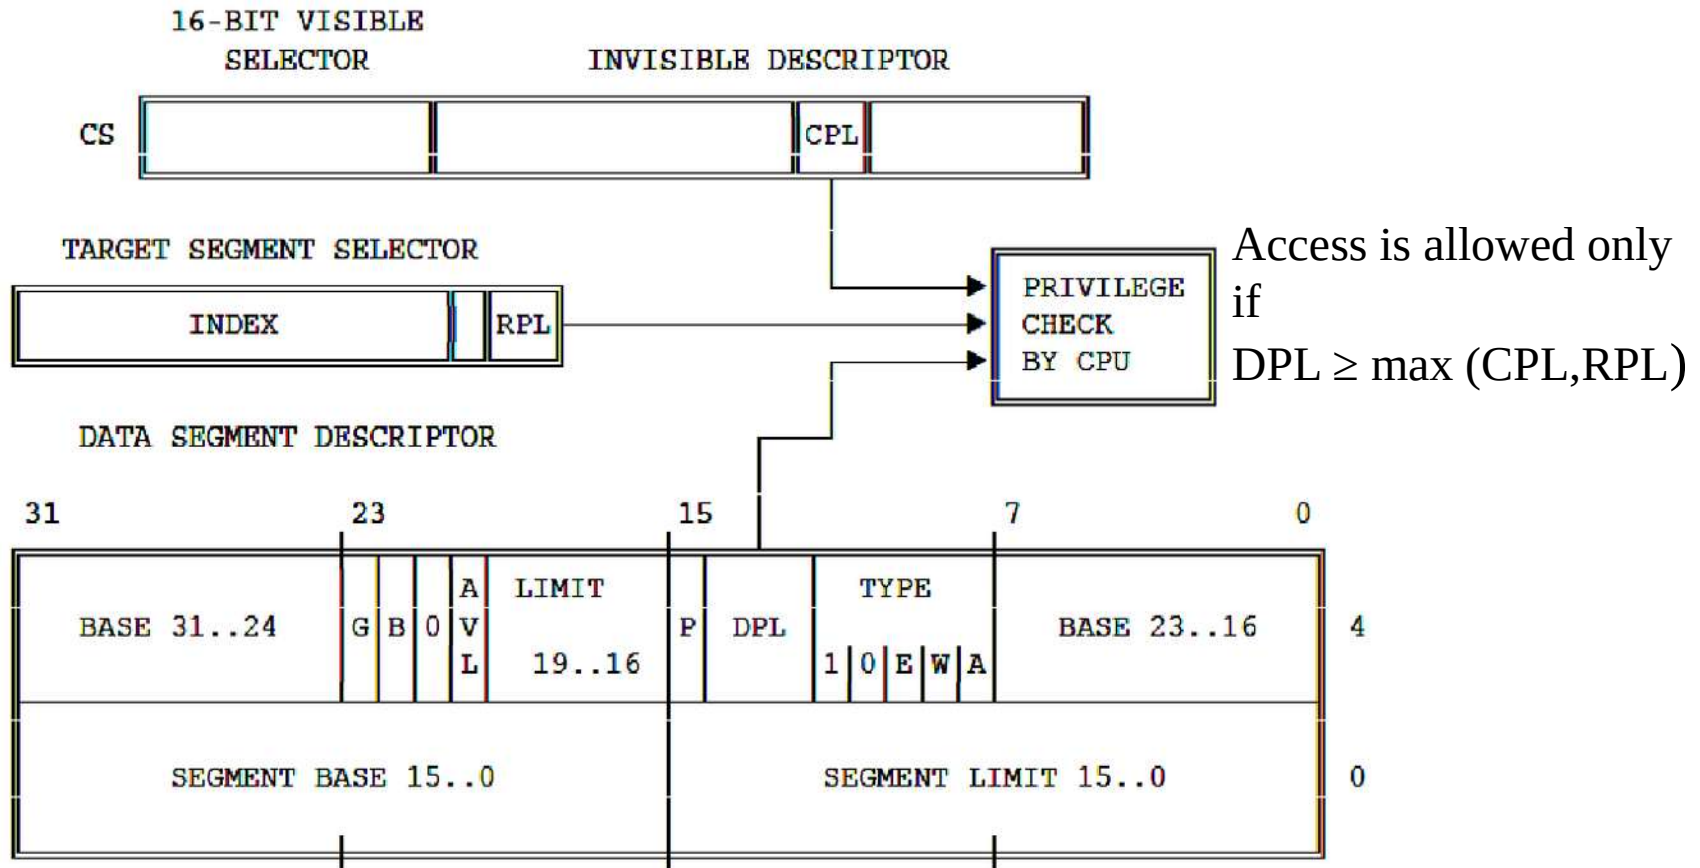 16-BIT VISIBLE
SELECTOR
INVISIBLE DESCRIPTOR
CS
CPL
TARGET SEGMENT SELECTOR
INDEX
RPL
PRIVILEGE
CHECK
BY CPU
Access is allowed only
if
DPL ≥ max (CPL,RPL)
DATA SEGMENT DESCRIPTOR
31 23 15 7 0
BASE 31..24
G
B
0
A
V
L
LIMIT
19..16
P
DPL
TYPE
1 0 E W A
BASE 23..16
4
SEGMENT BASE 15..0
SEGMENT LIMIT 15..0
0